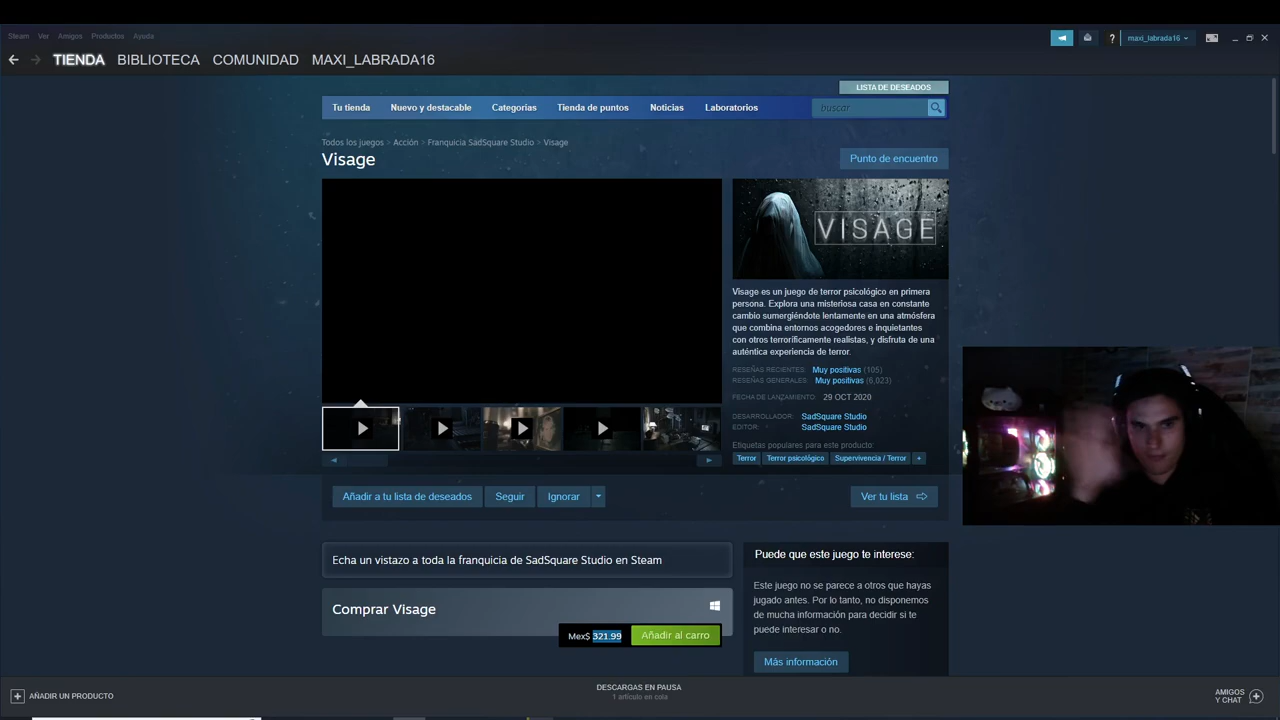 Steam Ver Amigos Productos Ayuda
maxi_labrada16
TIENDA BIBLIOTECA COMUNIDAD MAXI_LABRADA16
LISTA DE DESEADOS
Tu tienda Nuevo y destacable Categorías Tienda de puntos Noticias Laboratorios buscar
Todos los juegos > Acción > Franquicia SadSquare Studio > Visage
Visage
Punto de encuentro
VISAGE
Visage es un juego de terror psicológico en primera
persona. Explora una misteriosa casa en constante
cambio sumergiéndote lentamente en una atmósfera
que combina entornos acogedores e inquietantes
con otros terroríficamente realistas, y disfruta de una
auténtica experiencia de terror.
RESEÑAS RECIENTES: Muy positivas (105)
RESEÑAS GENERALES: Muy positivas (6,023)
FECHA DE LANZAMIENTO: 29 OCT 2020
DESARROLLADOR: SadSquare Studio
EDITOR: SadSquare Studio
Etiquetas populares para este producto:
Terror Terror psicológico Supervivencia / Terror +
Añadir a tu lista de deseados Seguir Ignorar Ver tu lista
Echa un vistazo a toda la franquicia de SadSquare Studio en Steam
Comprar Visage
Mex$ 321.99 Añadir al carro
Puede que este juego te interese:
Este juego no se parece a otros que hayas
jugado antes. Por lo tanto, no disponemos
de mucha información para decidir si te
puede interesar o no.
Más información
AÑADIR UN PRODUCTO
DESCARGAS EN PAUSA
1 artículo en cola
AMIGOS
Y CHAT